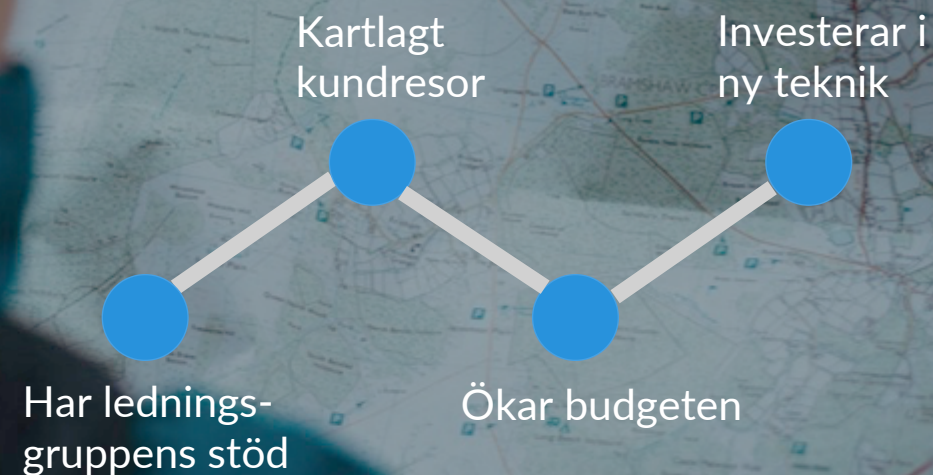 Har lednings-
gruppens stöd
Kartlagt
kundresor
Ökar budgeten
Investerar i
ny teknik